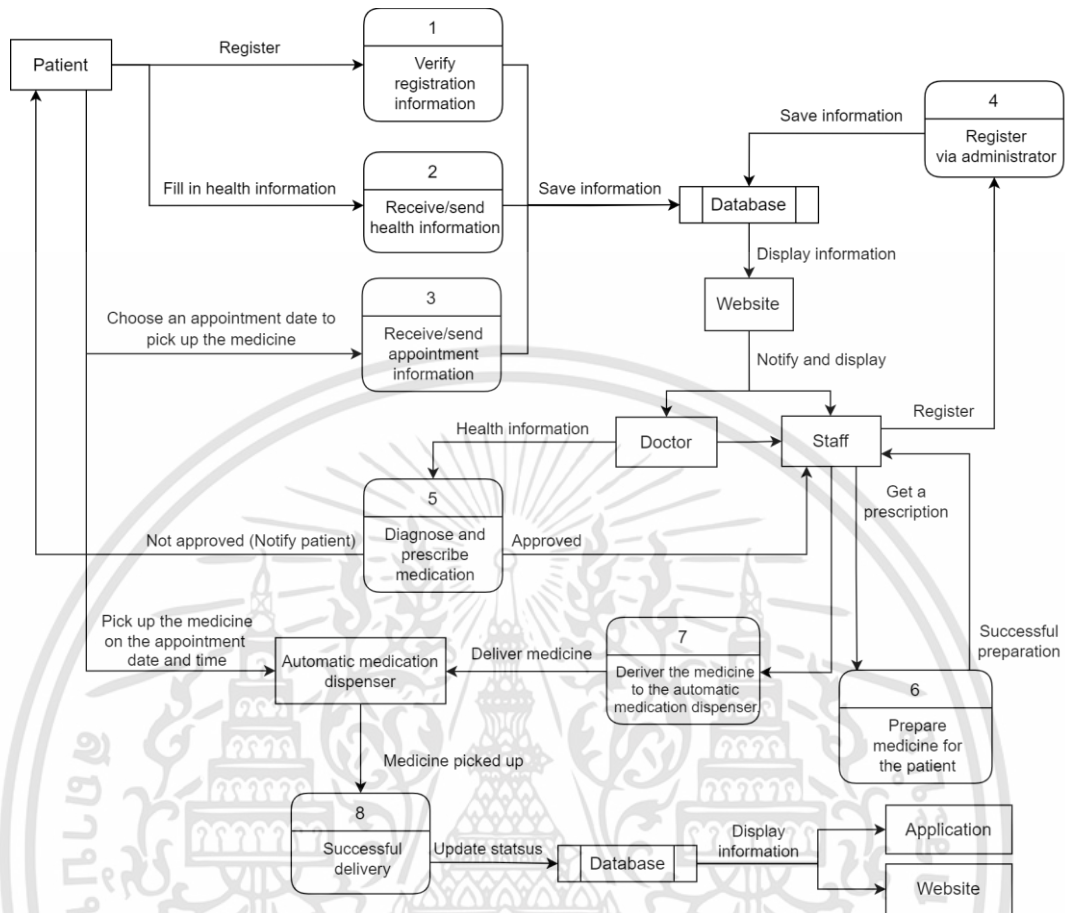 Patient
Register
1
Verify
registration
information
4
Register
via administrator
Save information
Fill in health information
2
Receive/send
health information
Save information
Database
Display information
Website
Choose an appointment date to
pick up the medicine
3
Receive/send
appointment
information
Notify and display
Health information
Doctor
Staff
Register
Get a
prescription
5
Diagnose and
prescribe
medication
Not approved (Notify patient)
Approved
Pick up the medicine
on the appointment
date and time
Automatic medication
dispenser
Deliver medicine
7
Deriver the medicine
to the automatic
medication dispenser.
Successful
preparation
6
Prepare
medicine for
the patient
Medicine picked up
8
Successful
delivery
Update statsus
Database
Display
information
Application
Website